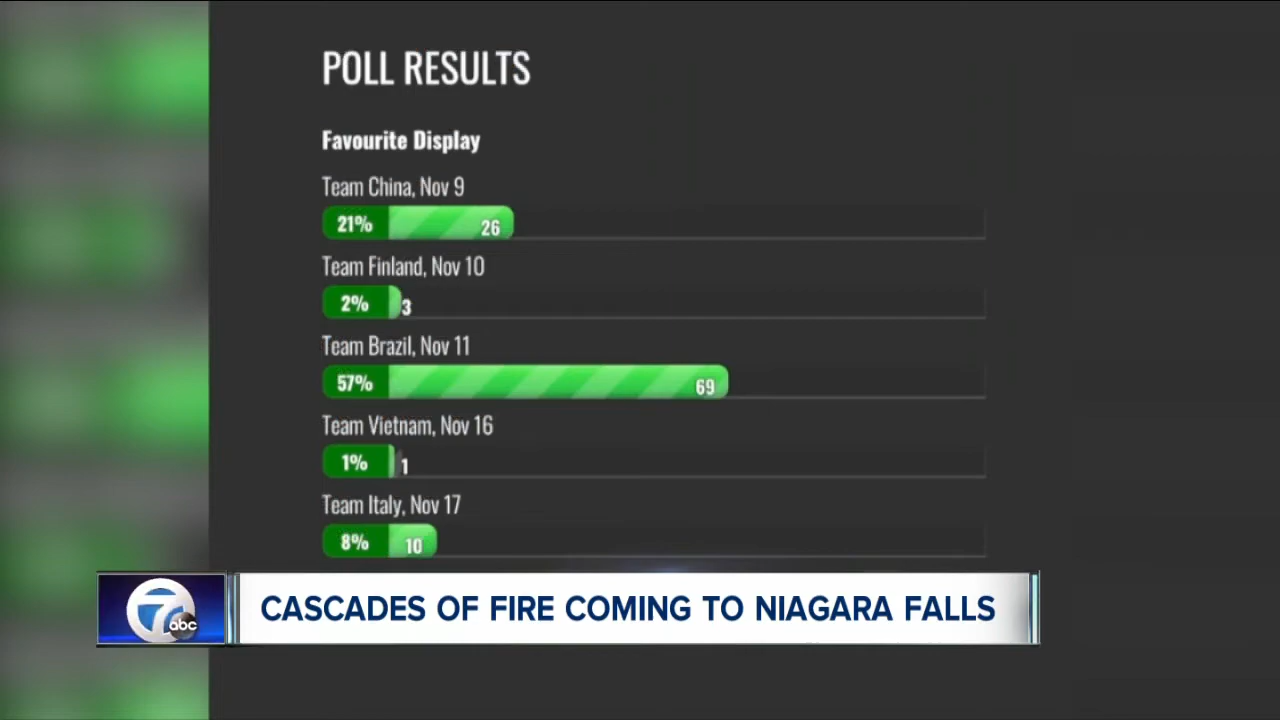 POLL RESULTS
Favourite Display
Team China, Nov 9
21% 26
Team Finland, Nov 10
2% 3
Team Brazil, Nov 11
57% 69
Team Vietnam, Nov 16
1% 1
Team Italy, Nov 17
8% 10
7 abc CASCADES OF FIRE COMING TO NIAGARA FALLS